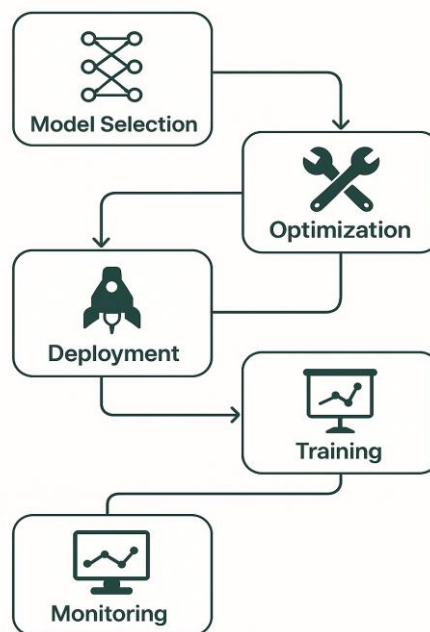 Model Selection
Optimization
Deployment
Training
Monitoring